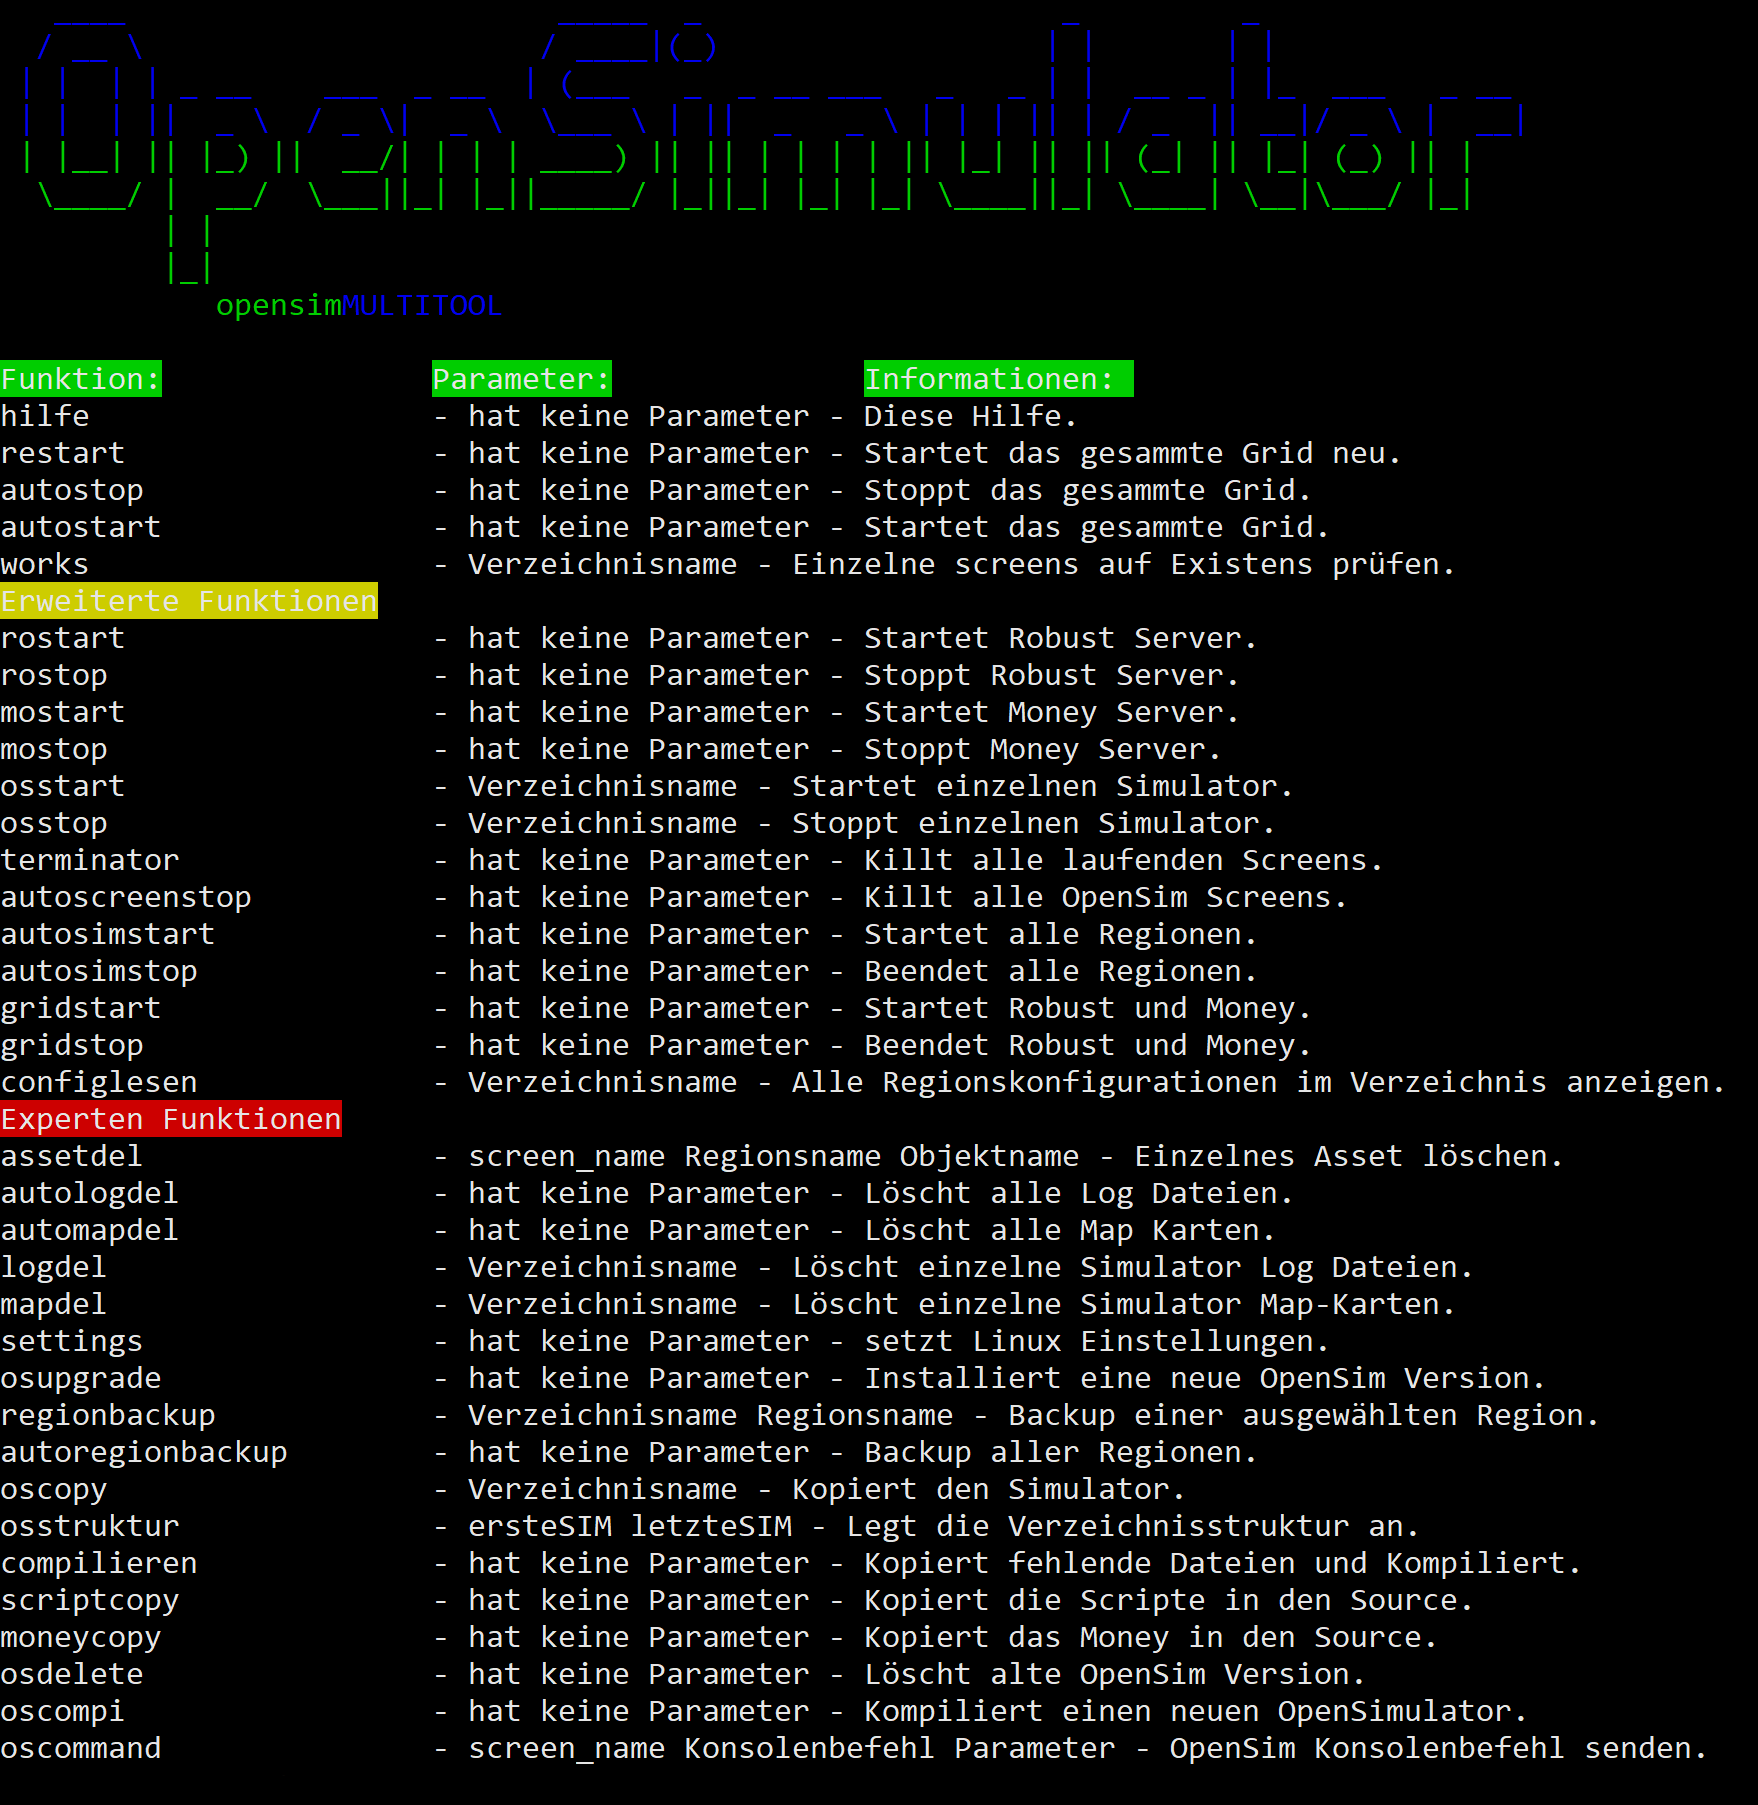 OpenSimulator
opensimMULTITOOL
Funktion: Parameter: Informationen:
hilfe - hat keine Parameter - Diese Hilfe.
restart - hat keine Parameter - Startet das gesammte Grid neu.
autostop - hat keine Parameter - Stoppt das gesammte Grid.
autostart - hat keine Parameter - Startet das gesammte Grid.
works - Verzeichnisname - Einzelne screens auf Existens prüfen.
Erweiterte Funktionen
rostart - hat keine Parameter - Startet Robust Server.
rostop - hat keine Parameter - Stoppt Robust Server.
mostart - hat keine Parameter - Startet Money Server.
mostop - hat keine Parameter - Stoppt Money Server.
osstart - Verzeichnisname - Startet einzelnen Simulator.
osstop - Verzeichnisname - Stoppt einzelnen Simulator.
terminator - hat keine Parameter - Killt alle laufenden Screens.
autoscreenstop - hat keine Parameter - Killt alle OpenSim Screens.
autosimstart - hat keine Parameter - Startet alle Regionen.
autosimstop - hat keine Parameter - Beendet alle Regionen.
gridstart - hat keine Parameter - Startet Robust und Money.
gridstop - hat keine Parameter - Beendet Robust und Money.
configlesen - Verzeichnisname - Alle Regionskonfigurationen im Verzeichnis anzeigen.
Experten Funktionen
assetdel - screen_name Regionsname Objektname - Einzelnes Asset löschen.
autologdel - hat keine Parameter - Löscht alle Log Dateien.
automapdel - hat keine Parameter - Löscht alle Map Karten.
logdel - Verzeichnisname - Löscht einzelne Simulator Log Dateien.
mapdel - Verzeichnisname - Löscht einzelne Simulator Map-Karten.
settings - hat keine Parameter - setzt Linux Einstellungen.
osupgrade - hat keine Parameter - Installiert eine neue OpenSim Version.
regionbackup - Verzeichnisname Regionsname - Backup einer ausgewählten Region.
autoregionbackup - hat keine Parameter - Backup aller Regionen.
oscopy - Verzeichnisname - Kopiert den Simulator.
osstruktur - ersteSIM letzteSIM - Legt die Verzeichnisstruktur an.
compilieren - hat keine Parameter - Kopiert fehlende Dateien und Kompiliert.
scriptcopy - hat keine Parameter - Kopiert die Scripte in den Source.
moneycopy - hat keine Parameter - Kopiert das Money in den Source.
osdelete - hat keine Parameter - Löscht alte OpenSim Version.
oscompi - hat keine Parameter - Kompiliert einen neuen OpenSimulator.
oscommand - screen_name Konsolenbefehl Parameter - OpenSim Konsolenbefehl senden.